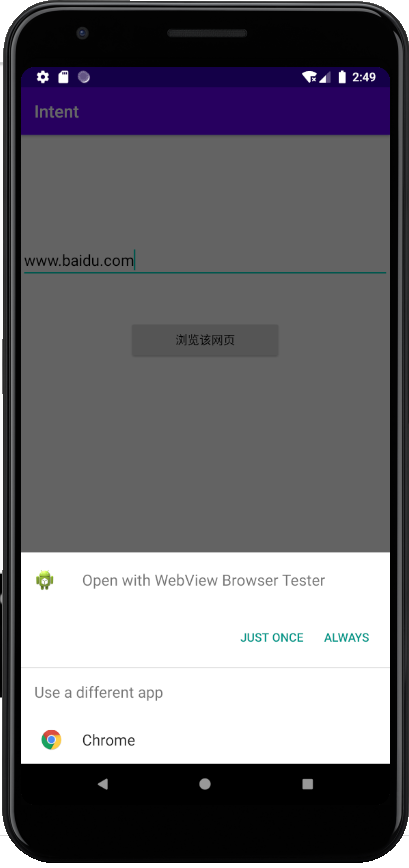 2:49
Intent
www.baidu.com
浏览该网页
Open with WebView Browser Tester
JUST ONCE ALWAYS
Use a different app
Chrome